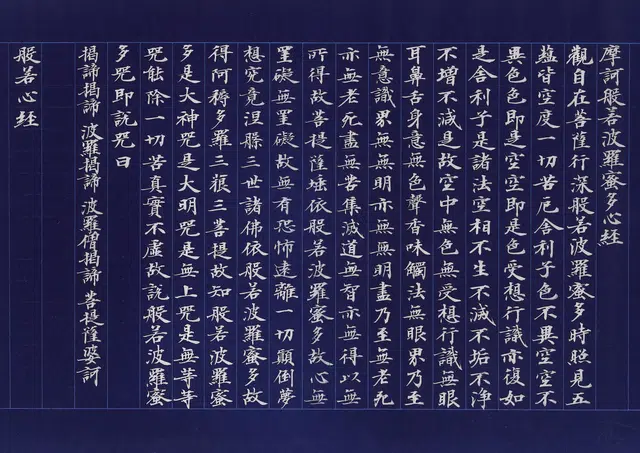 摩訶般若波羅蜜多心經
觀自在菩薩行深般若波羅蜜多時照見五
蘊皆空度一切苦厄舍利子色不異空空不
異色色即是空空即是色受想行識亦復如
是舍利子是諸法空相不生不滅不垢不淨
不增不減是故空中無色無受想行識無眼
耳鼻舌身意無色聲香味觸法無眼界乃至
無意識界無無明亦無無明盡乃至無老死
亦無老死盡無苦集滅道無智亦無得以無
所得故菩提薩埵依般若波羅蜜多故心無
罣礙無罣礙故無有恐怖遠離一切顛倒夢
想究竟涅槃三世諸佛依般若波羅蜜多故
得阿耨多羅三藐三菩提故知般若波羅蜜
多是大神咒是大明咒是無上咒是無等等
咒能除一切苦真實不虛故說般若波羅蜜
多咒即說咒曰
揭諦揭諦 波羅揭諦 波羅僧揭諦 菩提薩婆訶
般若心經